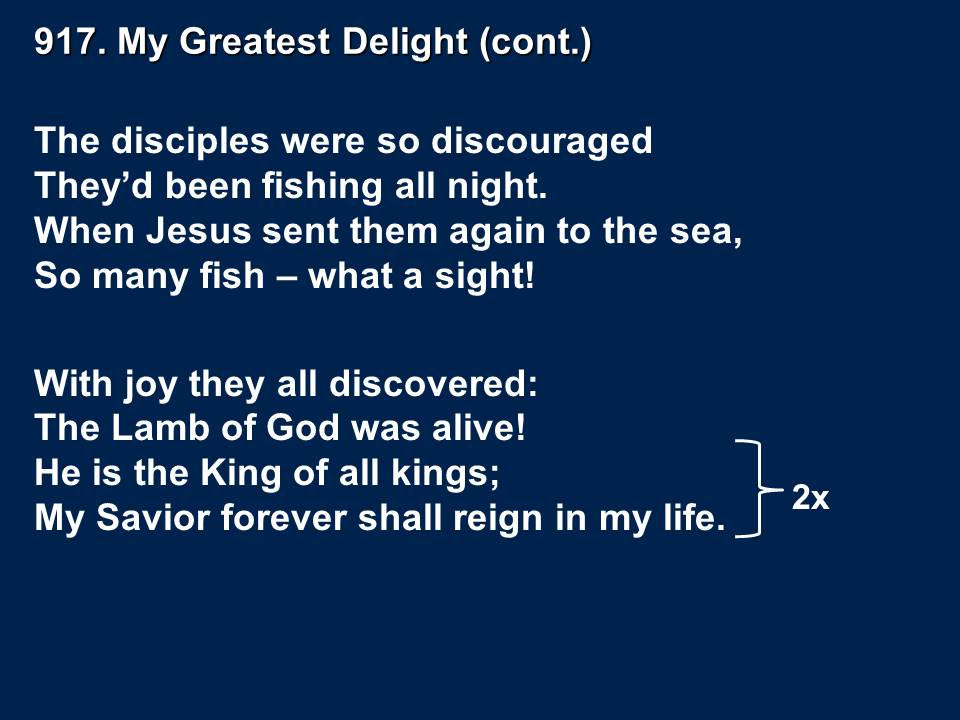 917. My Greatest Delight (cont.)
The disciples were so discouraged
They’d been fishing all night.
When Jesus sent them again to the sea,
So many fish – what a sight!
With joy they all discovered:
The Lamb of God was alive!
He is the King of all kings;
My Savior forever shall reign in my life.
2x